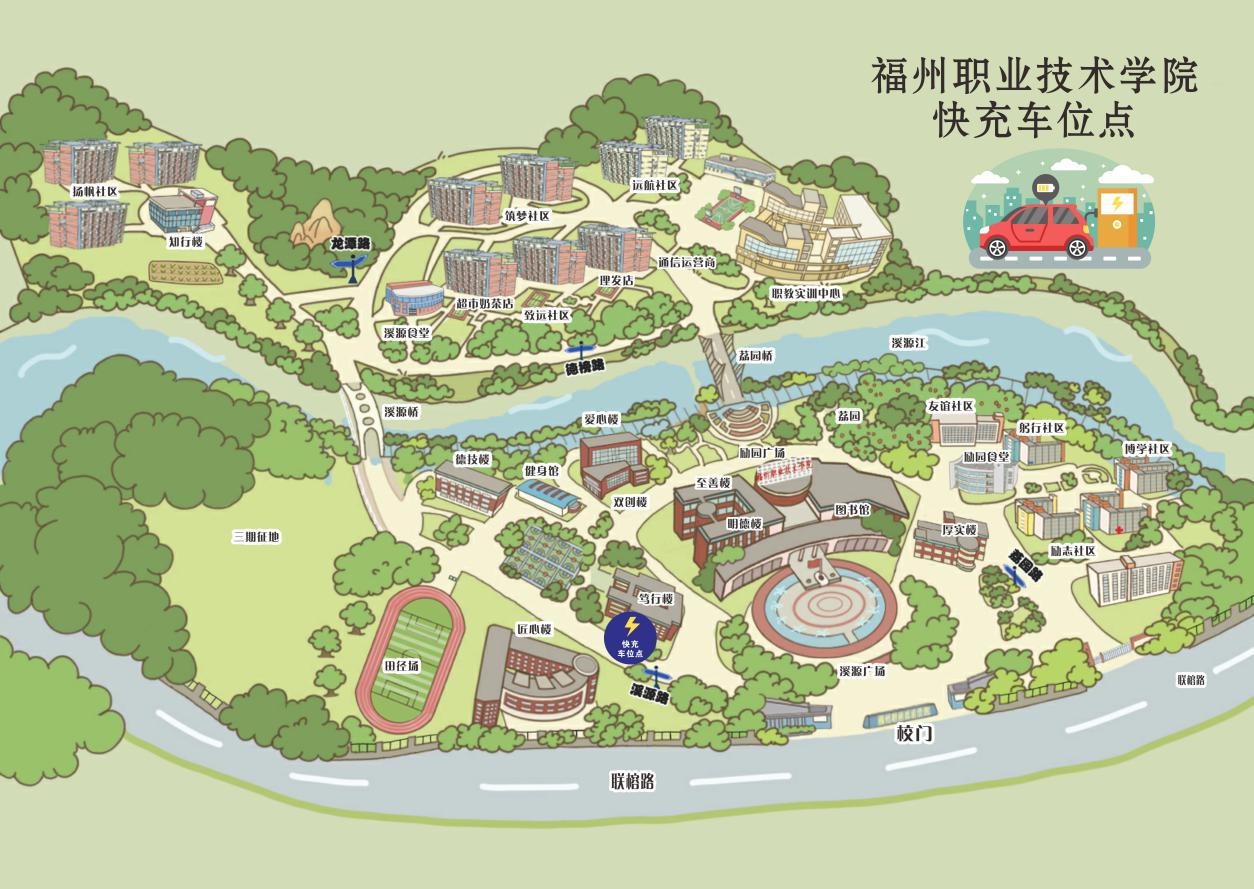 福州职业技术学院
快充车位点
扬帆社区
知行楼
龙潭路
筑梦社区
远航社区
通信运营商
理发店
超市奶茶店
致远社区
溪源食堂
职教实训中心
德榜路
荔园桥
溪源江
溪源桥
爱心楼
荔园
友谊社区
躬行社区
博学社区
励园广场
励园食堂
德技楼
健身馆
双创楼
至善楼
明德楼
图书馆
厚实楼
励志社区
荔园路
三期征地
笃行楼
匠心楼
快充
车位点
田径场
溪源路
溪源广场
联榕路
校门
联榕路